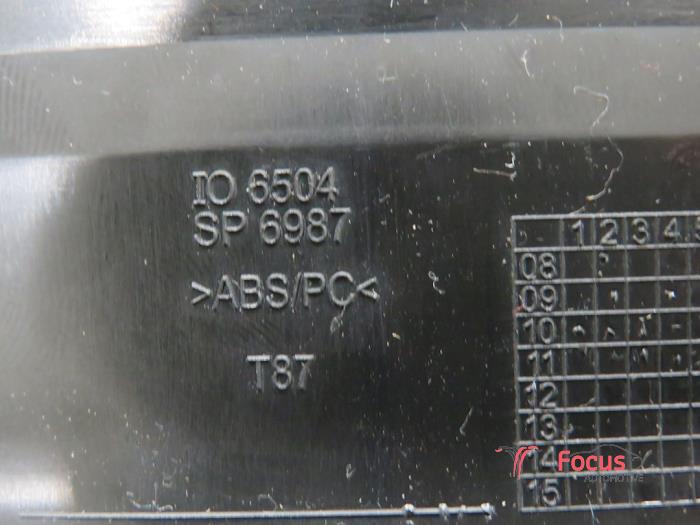 IO 6504
SP 6987
>ABS/PC<
T87
1 2 3 4
08
09
10
11
12
13
14
15
Focus
AUTOMOTIVE